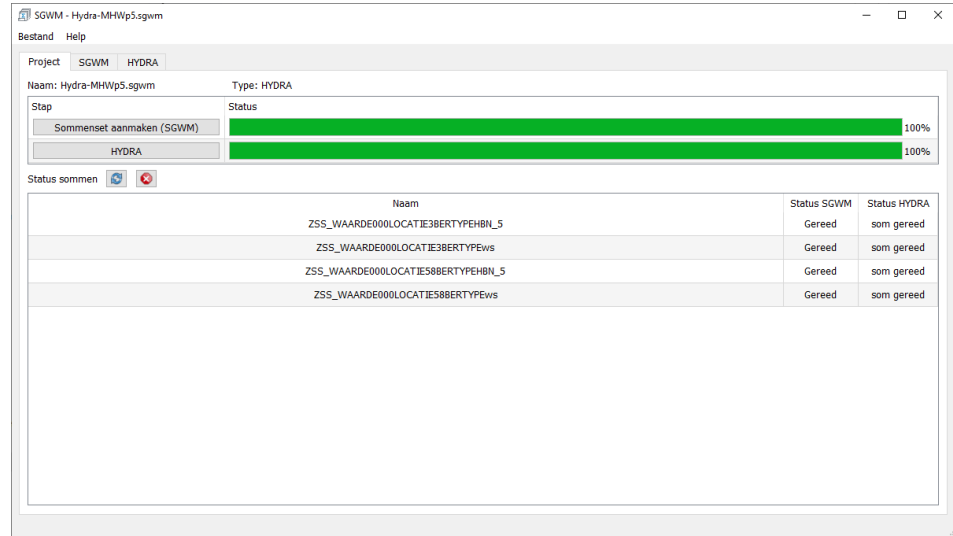 SGWM - Hydra-MHWp5.sgwm
Bestand Help
Project SGWM HYDRA
Naam: Hydra-MHWp5.sgwm Type: HYDRA
Stap Status
Sommenset aanmaken (SGWM) 100%
HYDRA 100%
Status sommen
Naam Status SGWM Status HYDRA
ZSS_WAARDE000LOCATIE3BERTYPEHBN_5 Gereed som gereed
ZSS_WAARDE000LOCATIE3BERTYPEws Gereed som gereed
ZSS_WAARDE000LOCATIE58BERTYPEHBN_5 Gereed som gereed
ZSS_WAARDE000LOCATIE58BERTYPEws Gereed som gereed